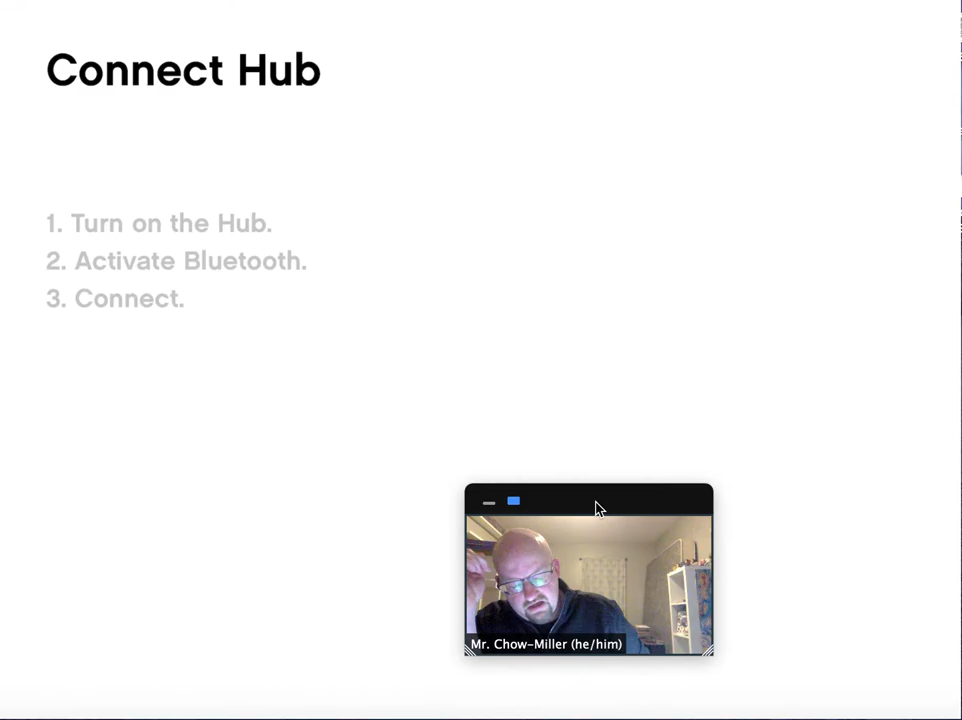 Connect Hub
1. Turn on the Hub.
2. Activate Bluetooth.
3. Connect.
Mr. Chow-Miller (he/him)